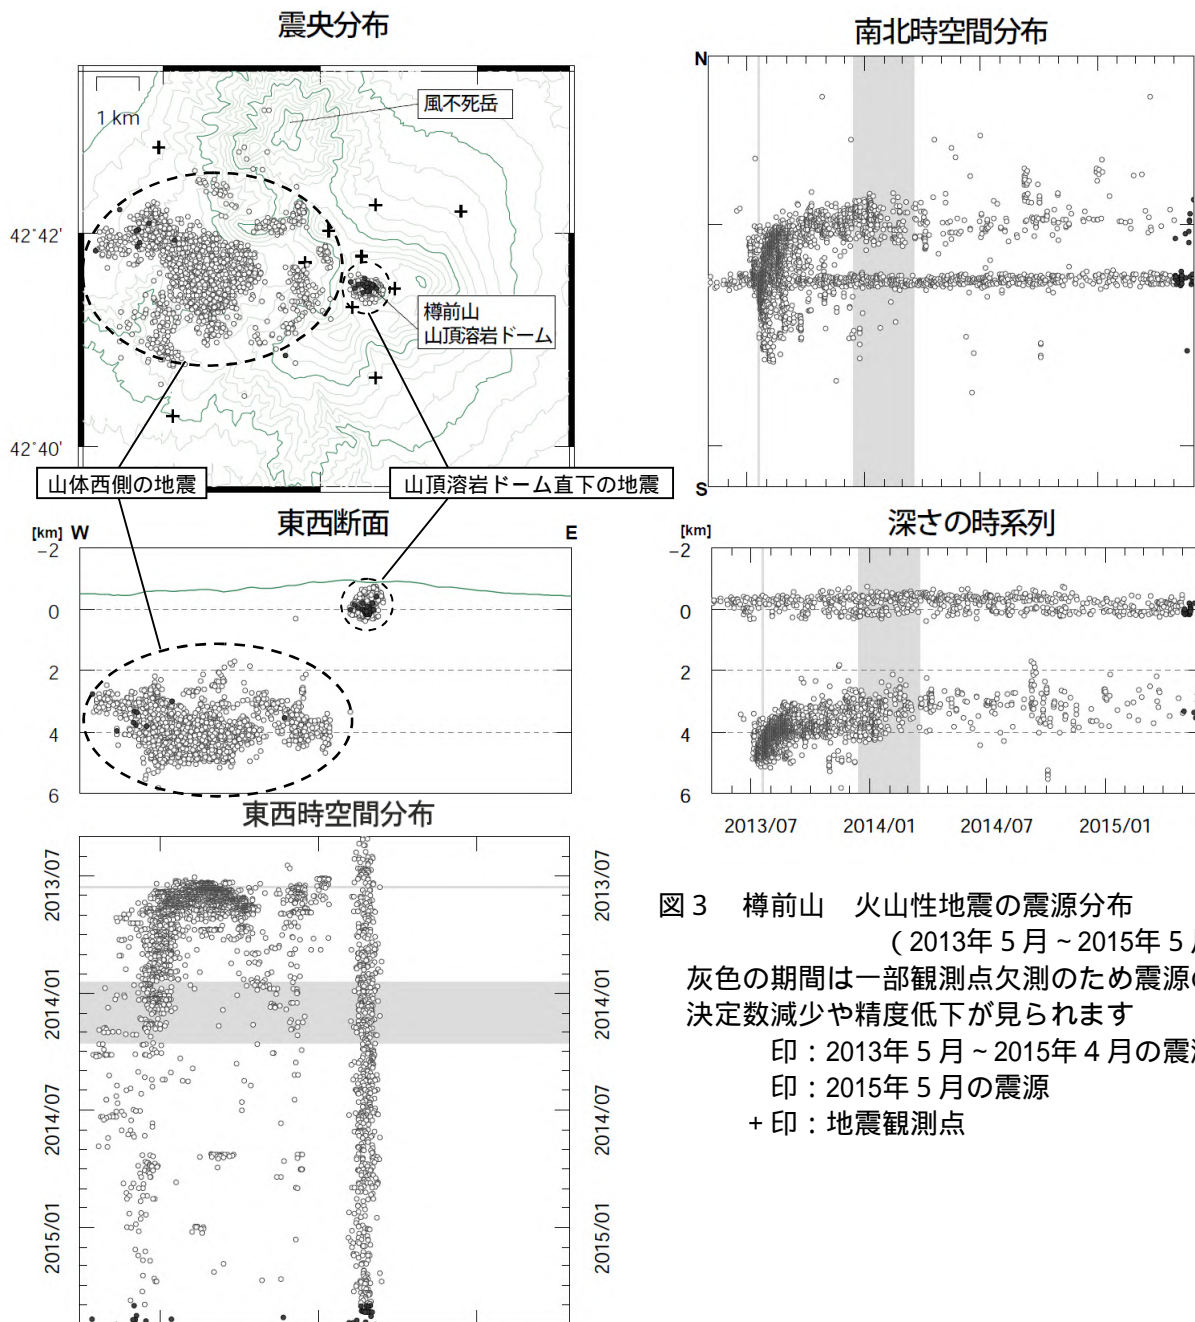 震央分布
1 km
風不死岳
42°42'
樽前山
山頂溶岩ドーム
42°40'
山体西側の地震
山頂溶岩ドーム直下の地震
南北時空間分布
N
S
東西断面
[km] W
E
-2
0
2
4
6
深さの時系列
[km]
-2
0
2
4
6
2013/07 2014/01 2014/07 2015/01
東西時空間分布
2013/07
2014/01
2014/07
2015/01
2013/07
2014/01
2014/07
2015/01
図3 樽前山 火山性地震の震源分布
(2013年5月~2015年5
灰色の期間は一部観測点欠測のため震源
決定数減少や精度低下が見られます
印:2013年5月~2015年4月の震
印:2015年5月の震源
+印:地震観測点